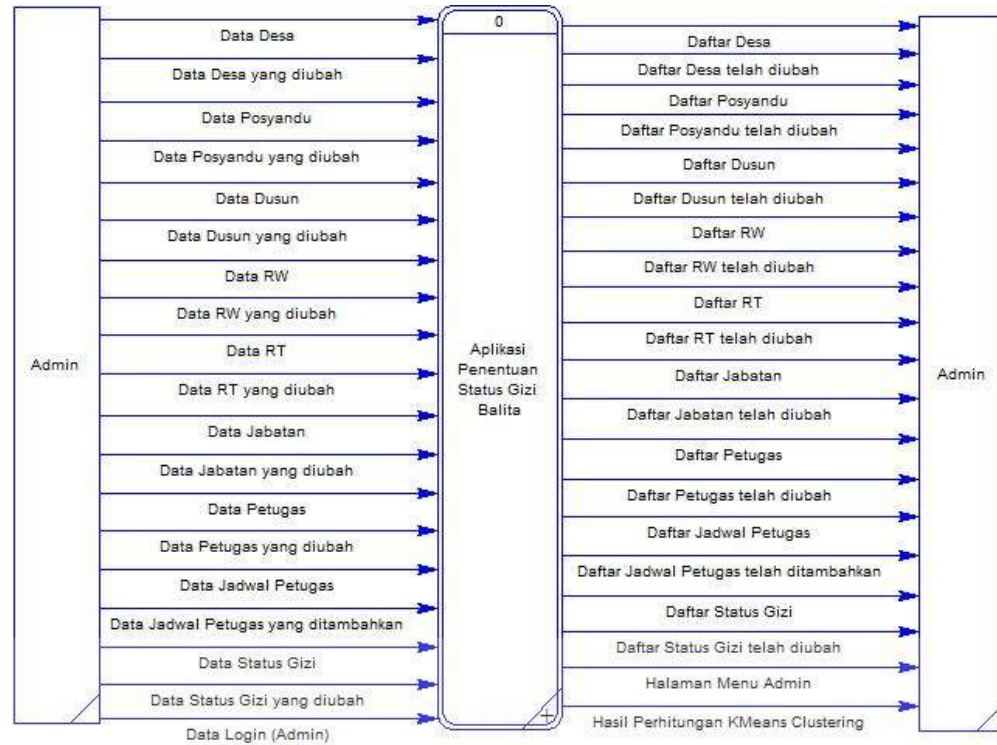 Admin
Data Desa
Data Desa yang diubah
Data Posyandu
Data Posyandu yang diubah
Data Dusun
Data Dusun yang diubah
Data RW
Data RW yang diubah
Data RT
Data RT yang diubah
Data Jabatan
Data Jabatan yang diubah
Data Petugas
Data Petugas yang diubah
Data Jadwal Petugas
Data Jadwal Petugas yang ditambahkan
Data Status Gizi
Data Status Gizi yang diubah
Data Login (Admin)
0
Aplikasi
Penentuan
Status Gizi
Balita
Daftar Desa
Daftar Desa telah diubah
Daftar Posyandu
Daftar Posyandu telah diubah
Daftar Dusun
Daftar Dusun telah diubah
Daftar RW
Daftar RW telah diubah
Daftar RT
Daftar RT telah diubah
Daftar Jabatan
Daftar Jabatan telah diubah
Daftar Petugas
Daftar Petugas telah diubah
Daftar Jadwal Petugas
Daftar Jadwal Petugas telah ditambahkan
Daftar Status Gizi
Daftar Status Gizi telah diubah
Halaman Menu Admin
Hasil Perhitungan KMeans Clustering
Admin